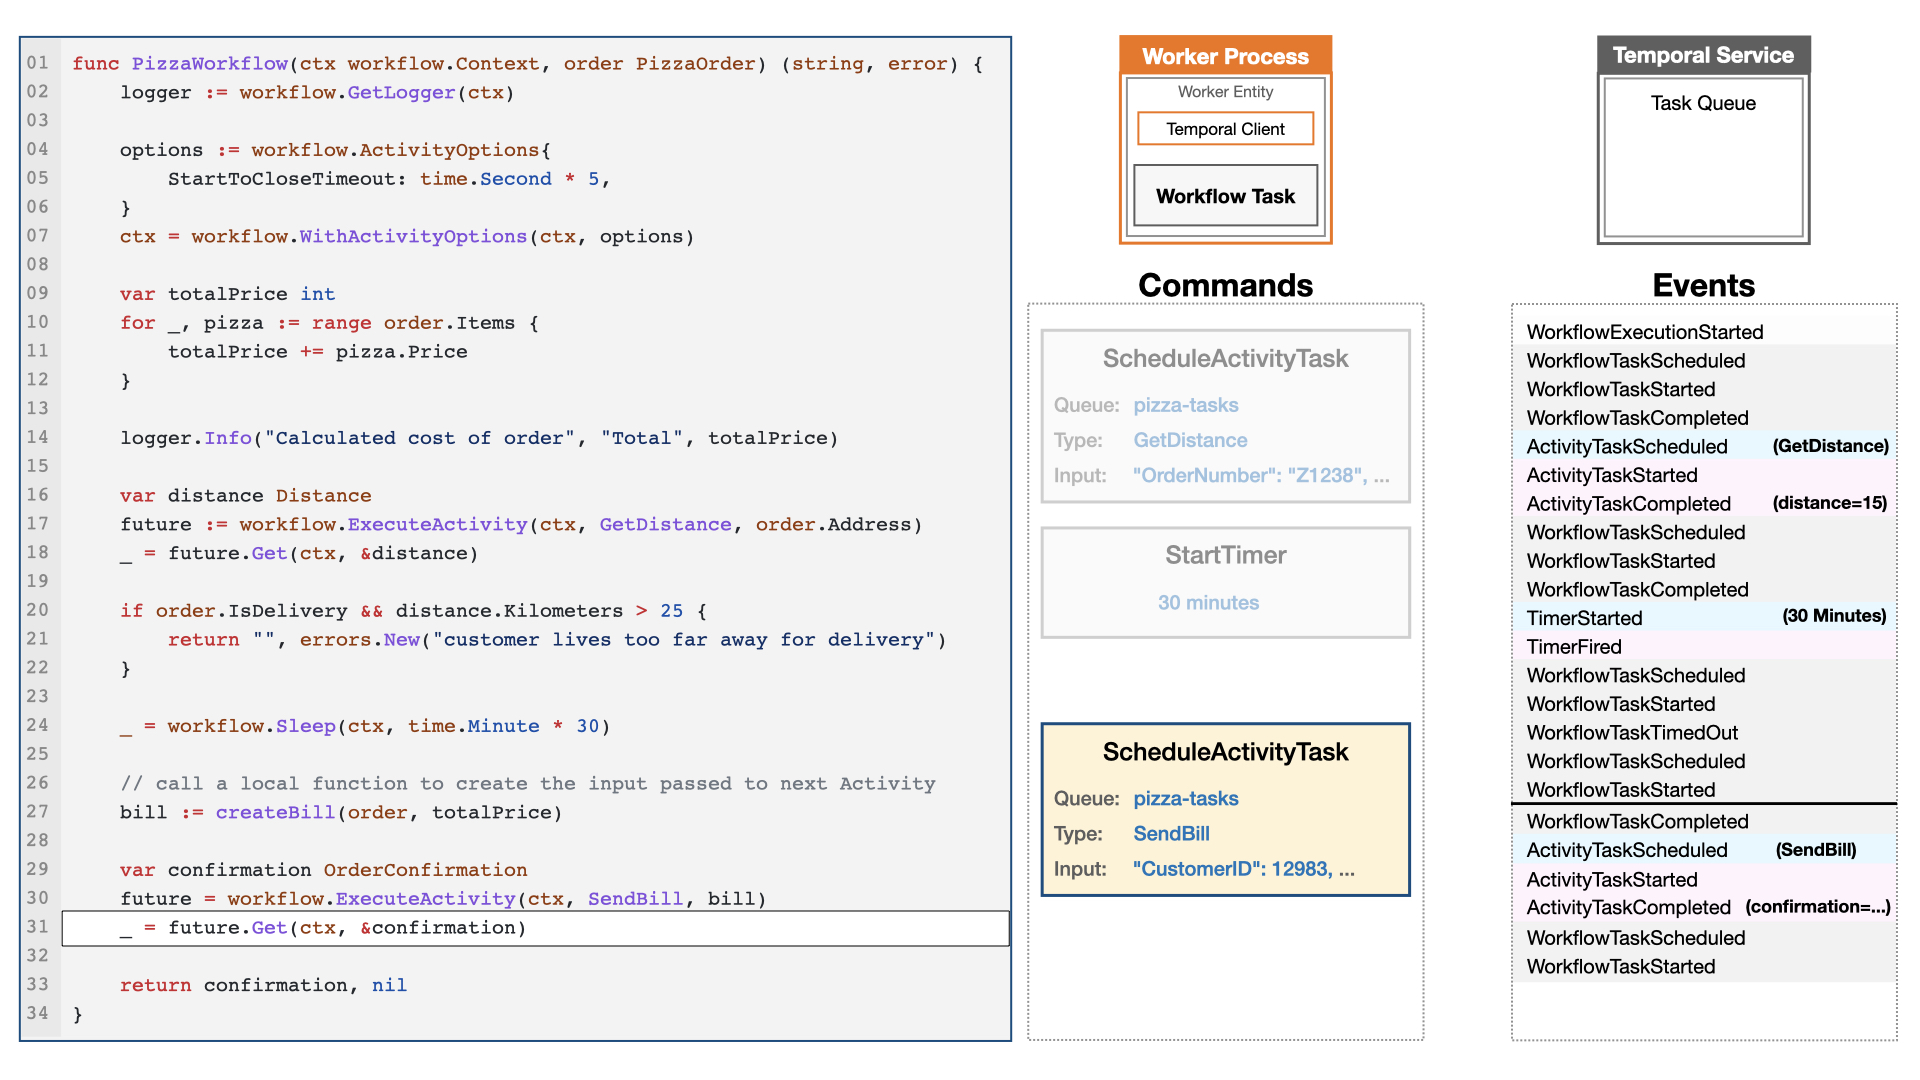 01 func PizzaWorkflow(ctx workflow.Context, order PizzaOrder) (string, error) {
02     logger := workflow.GetLogger(ctx)
03
04     options := workflow.ActivityOptions{
05         StartToCloseTimeout: time.Second * 5,
06     }
07     ctx = workflow.WithActivityOptions(ctx, options)
08
09     var totalPrice int
10     for _, pizza := range order.Items {
11         totalPrice += pizza.Price
12     }
13
14     logger.Info("Calculated cost of order", "Total", totalPrice)
15
16     var distance Distance
17     future := workflow.ExecuteActivity(ctx, GetDistance, order.Address)
18     _ = future.Get(ctx, &distance)
19
20     if order.IsDelivery && distance.Kilometers > 25 {
21         return "", errors.New("customer lives too far away for delivery")
22     }
23
24     _ = workflow.Sleep(ctx, time.Minute * 30)
25
26     // call a local function to create the input passed to next Activity
27     bill := createBill(order, totalPrice)
28
29     var confirmation OrderConfirmation
30     future = workflow.ExecuteActivity(ctx, SendBill, bill)
31     _ = future.Get(ctx, &confirmation)
32
33     return confirmation, nil
34 }
Worker Process
Worker Entity
Temporal Client
Workflow Task
Commands
ScheduleActivityTask
Queue: pizza-tasks
Type: GetDistance
Input: "OrderNumber": "Z1238", ...
StartTimer
30 minutes
ScheduleActivityTask
Queue: pizza-tasks
Type: SendBill
Input: "CustomerID": 12983, ...
Temporal Service
Task Queue
Events
WorkflowExecutionStarted
WorkflowTaskScheduled
WorkflowTaskStarted
WorkflowTaskCompleted
ActivityTaskScheduled (GetDistance)
ActivityTaskStarted
ActivityTaskCompleted (distance=15)
WorkflowTaskScheduled
WorkflowTaskStarted
WorkflowTaskCompleted
TimerStarted (30 Minutes)
TimerFired
WorkflowTaskScheduled
WorkflowTaskStarted
WorkflowTaskTimedOut
WorkflowTaskScheduled
WorkflowTaskStarted
WorkflowTaskCompleted
ActivityTaskScheduled (SendBill)
ActivityTaskStarted
ActivityTaskCompleted (confirmation=...)
WorkflowTaskScheduled
WorkflowTaskStarted